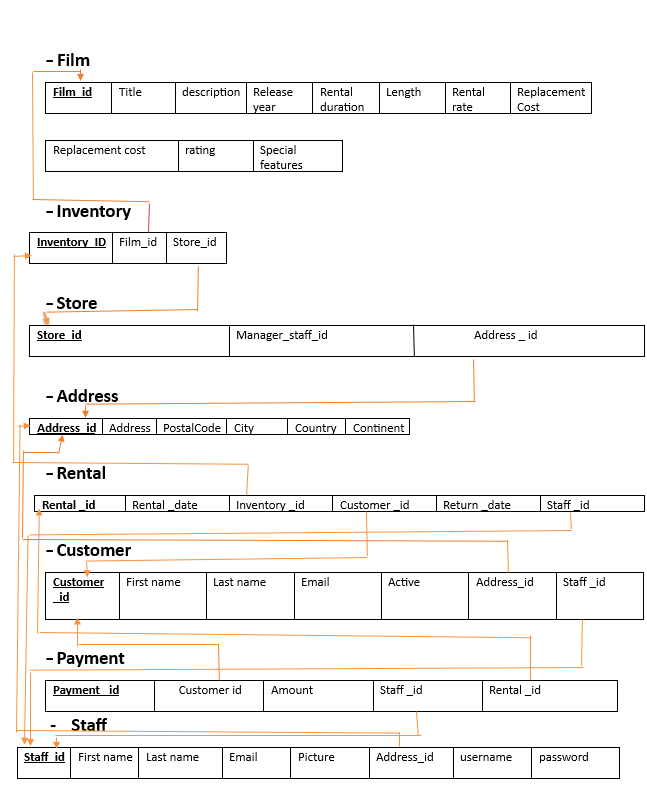 – Film
Film_id Title description Release year Rental duration Length Rental rate Replacement Cost
Replacement cost rating Special features
– Inventory
Inventory_ID Film_id Store_id
– Store
Store_id Manager_staff_id Address _ id
– Address
Address_id Address PostalCode City Country Continent
– Rental
Rental _id Rental _date Inventory _id Customer _id Return _date Staff _id
– Customer
Customer _id First name Last name Email Active Address_id Staff _id
– Payment
Payment _id Customer id Amount Staff _id Rental _id
- Staff
Staff_id First name Last name Email Picture Address_id username password